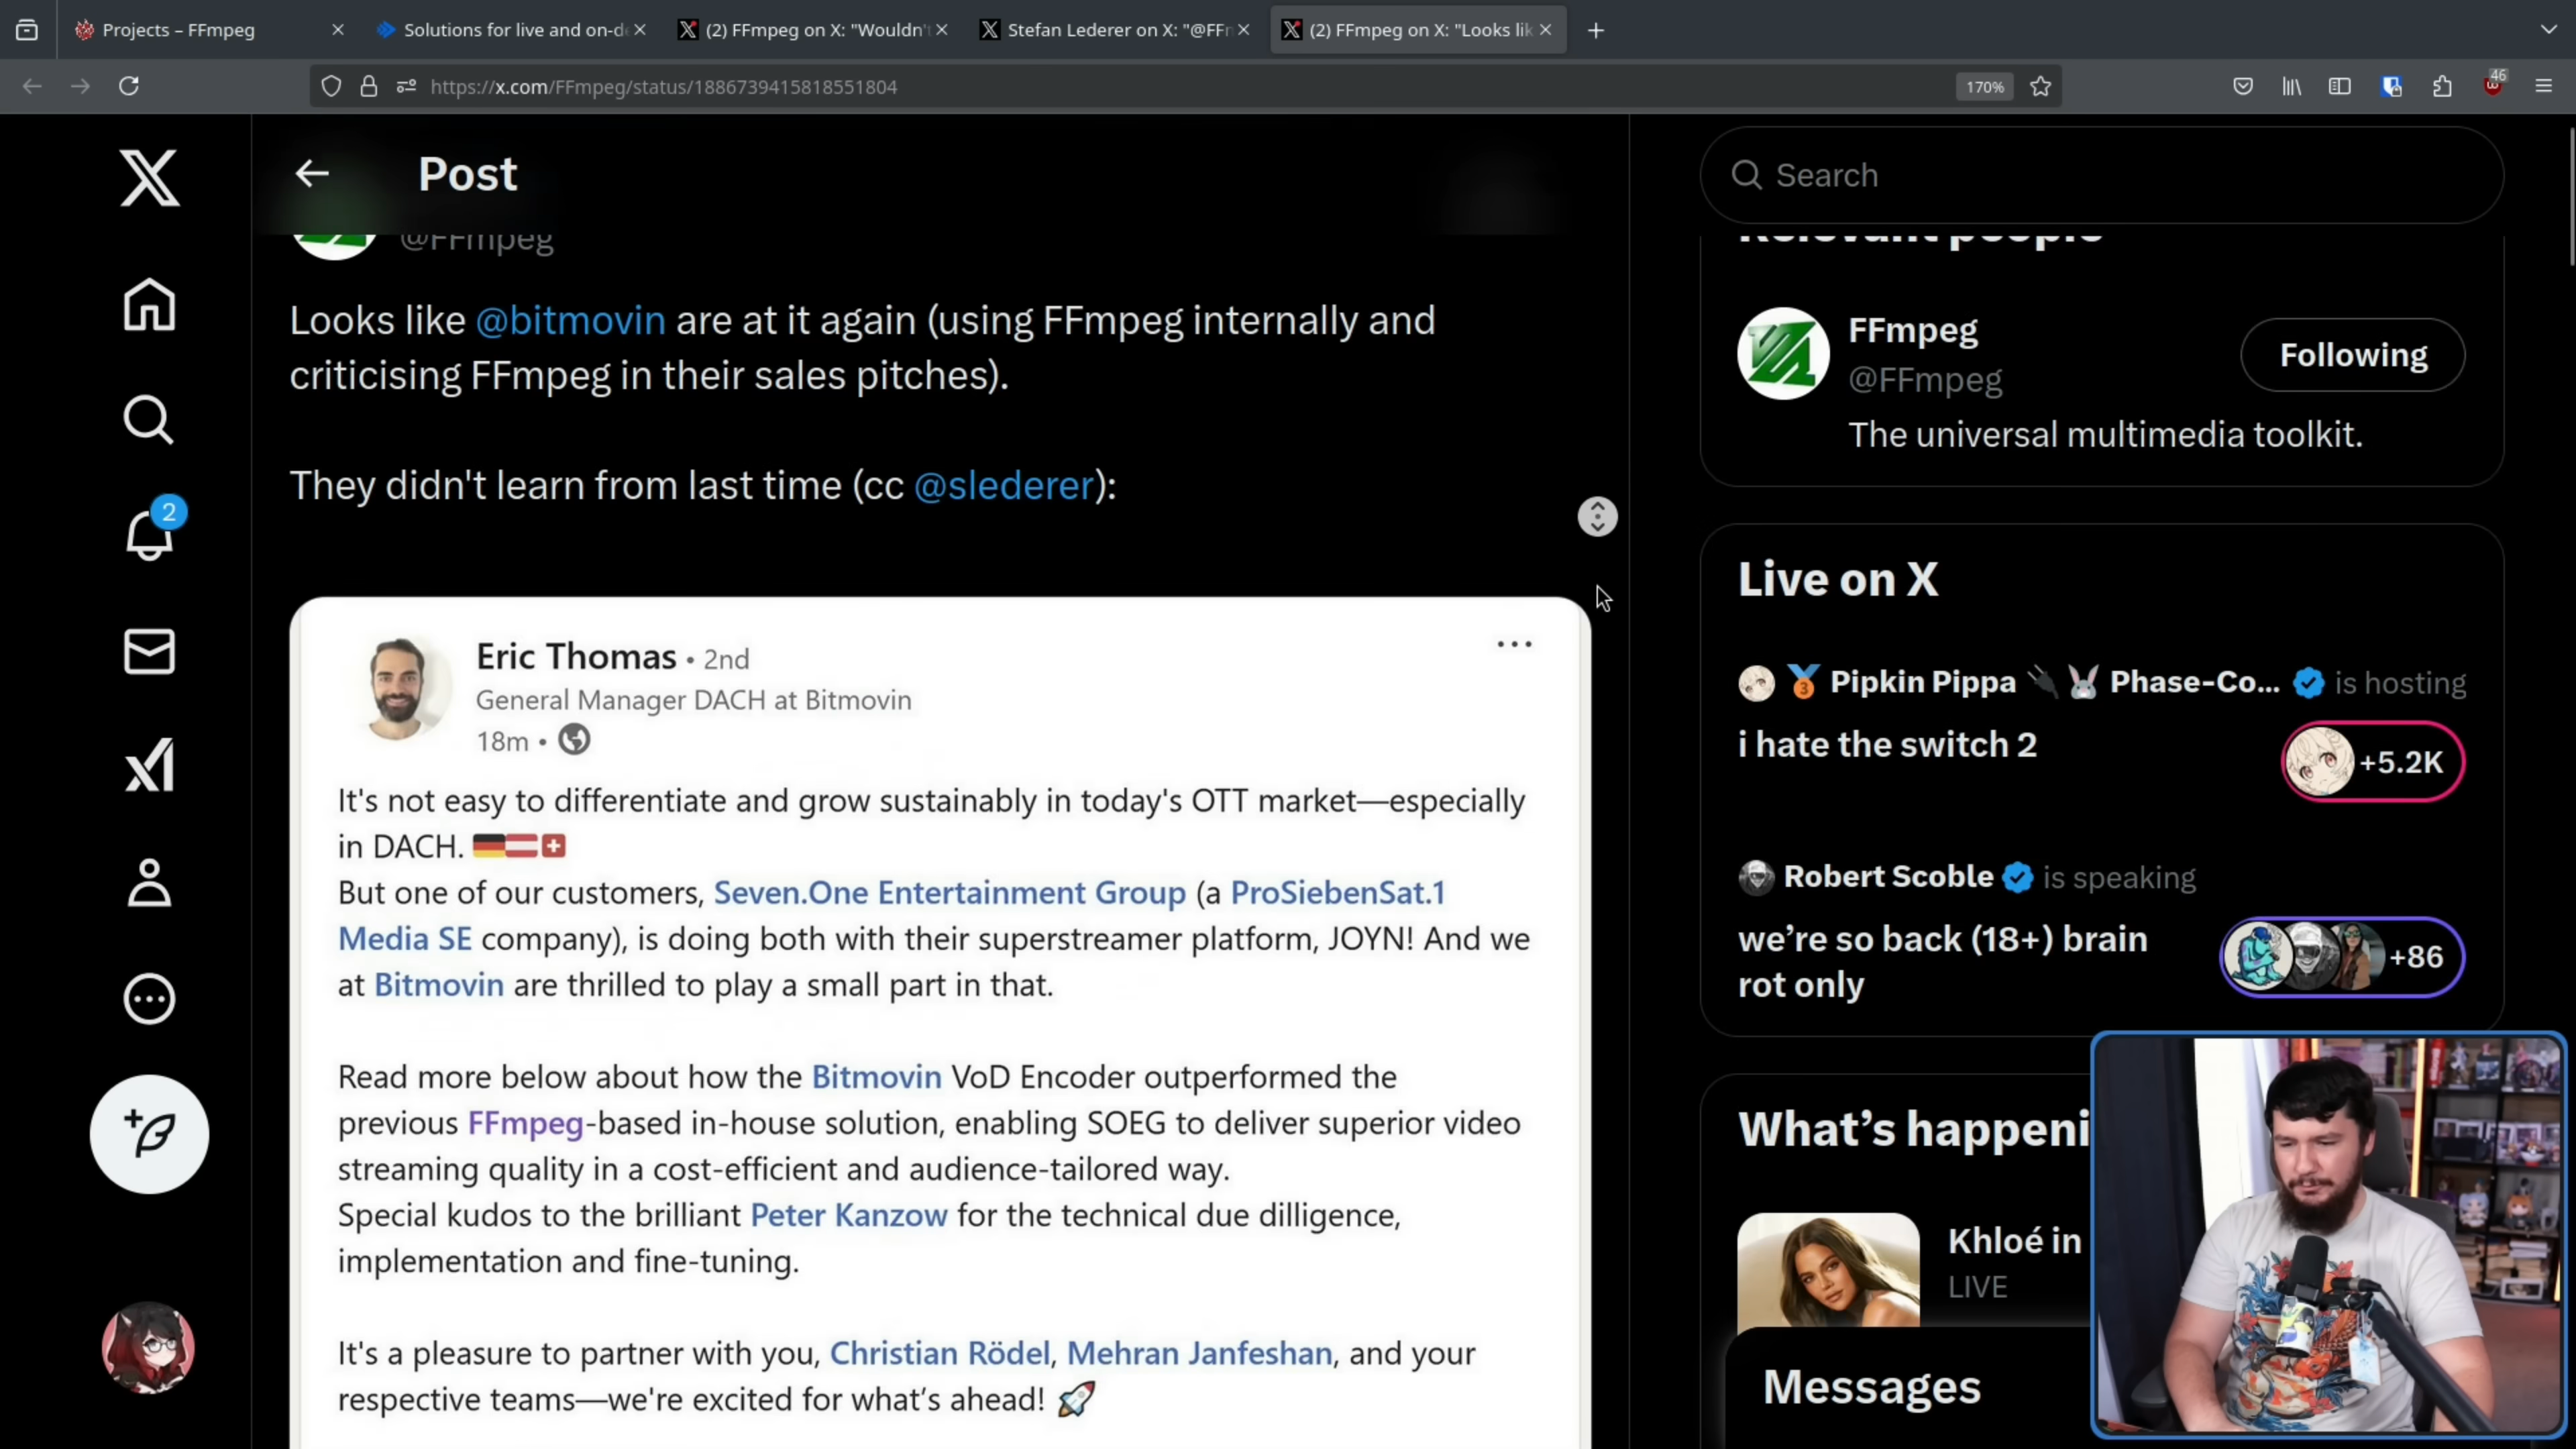 Projects – FFmpeg
Solutions for live and on-de
(2) FFmpeg on X: "Wouldn't
Stefan Lederer on X: "@FFm
(2) FFmpeg on X: "Looks lik
https://x.com/FFmpeg/status/1886739415818551804
170%
46
Post
Search
@FFmpeg
Relevant people
Looks like @bitmovin are at it again (using FFmpeg internally and
criticising FFmpeg in their sales pitches).
They didn't learn from last time (cc @slederer):
FFmpeg
@FFmpeg
Following
The universal multimedia toolkit.
2
Live on X
Eric Thomas • 2nd
General Manager DACH at Bitmovin
18m •
It's not easy to differentiate and grow sustainably in today's OTT market—especially
in DACH. 🇩🇪🇦🇹🇨🇭
But one of our customers, Seven.One Entertainment Group (a ProSiebenSat.1
Media SE company), is doing both with their superstreamer platform, JOYN! And we
at Bitmovin are thrilled to play a small part in that.
Read more below about how the Bitmovin VoD Encoder outperformed the
previous FFmpeg-based in-house solution, enabling SOEG to deliver superior video
streaming quality in a cost-efficient and audience-tailored way.
Special kudos to the brilliant Peter Kanzow for the technical due dilligence,
implementation and fine-tuning.
It's a pleasure to partner with you, Christian Rödel, Mehran Janfeshan, and your
respective teams—we're excited for what's ahead! 🚀
Pipkin Pippa 🔌🐰 Phase-Co... is hosting
i hate the switch 2
+5.2K
Robert Scoble is speaking
we're so back (18+) brain
rot only
+86
What's happeni
Khloé in
LIVE
Messages